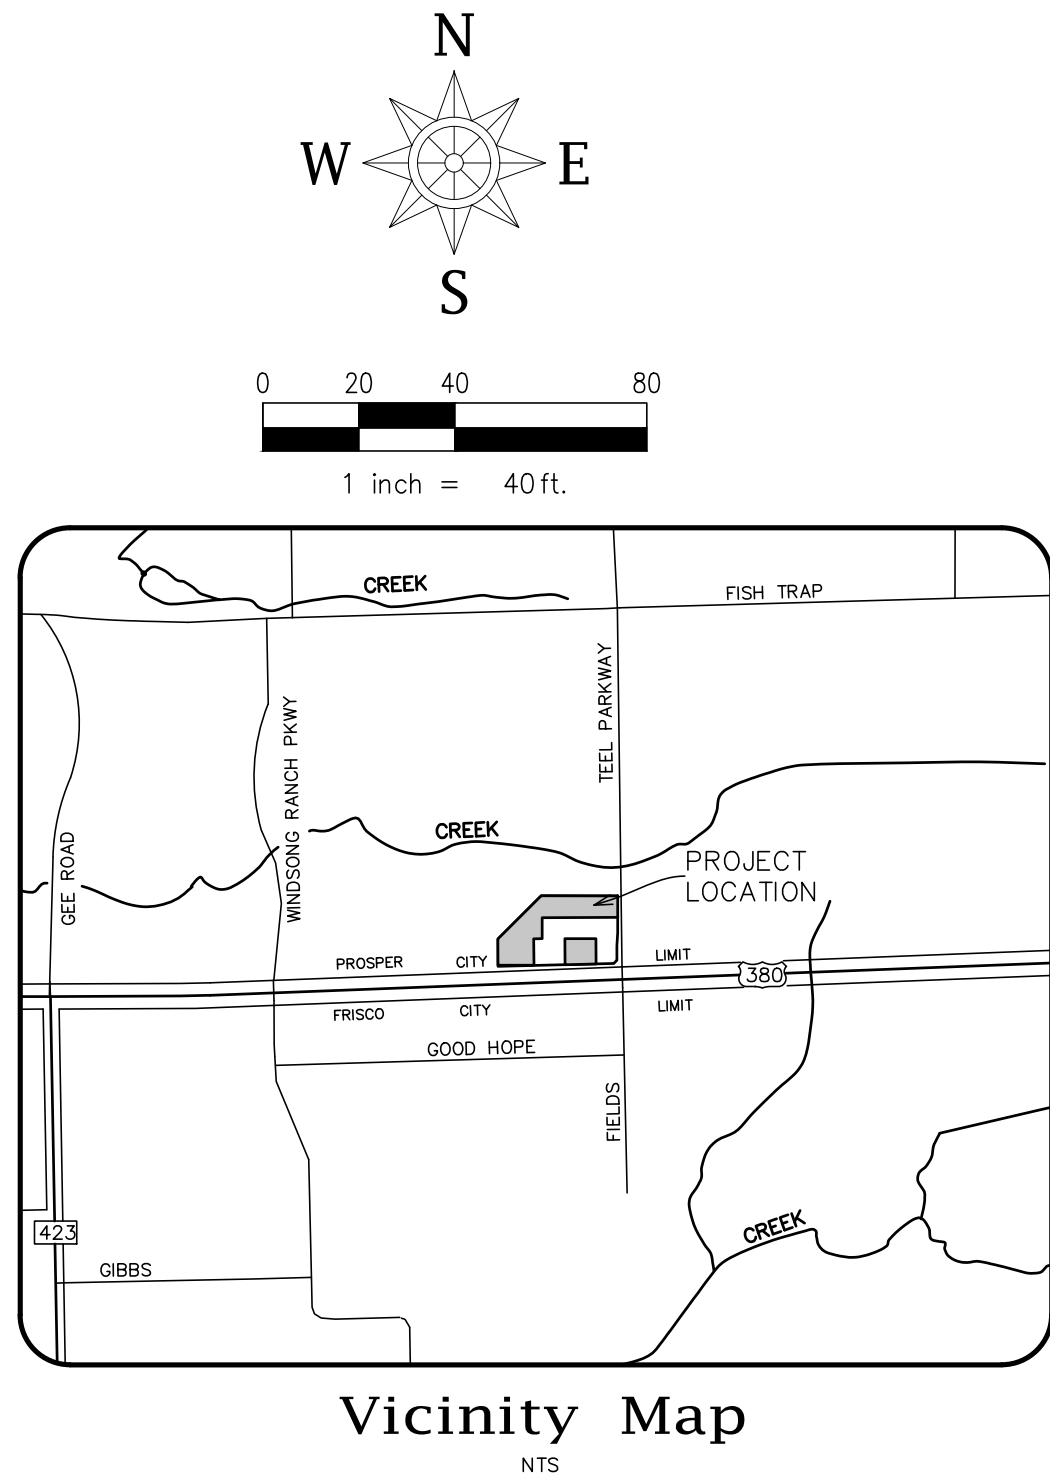 N
W E
S
0 20 40 80
1 inch = 40 ft.
CREEK
FISH TRAP
TEEL PARKWAY
WINDSONG RANCH PKWY
GEE ROAD
CREEK
PROJECT
LOCATION
PROSPER CITY LIMIT
380
FRISCO CITY LIMIT
GOOD HOPE
FIELDS
423
CREEK
GIBBS
Vicinity Map
NTS